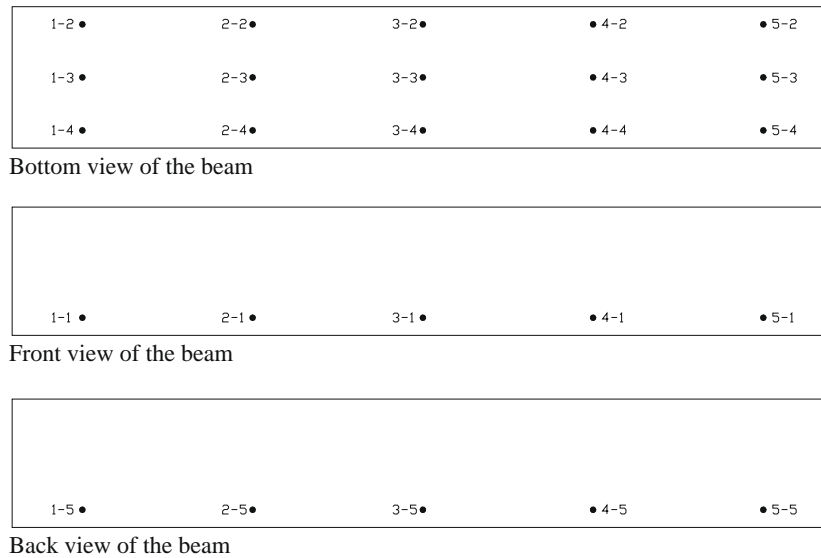 1-2 2-2 3-2 4-2 5-2
1-3 2-3 3-3 4-3 5-3
1-4 2-4 3-4 4-4 5-4
Bottom view of the beam
1-1 2-1 3-1 4-1 5-1
Front view of the beam
1-5 2-5 3-5 4-5 5-5
Back view of the beam